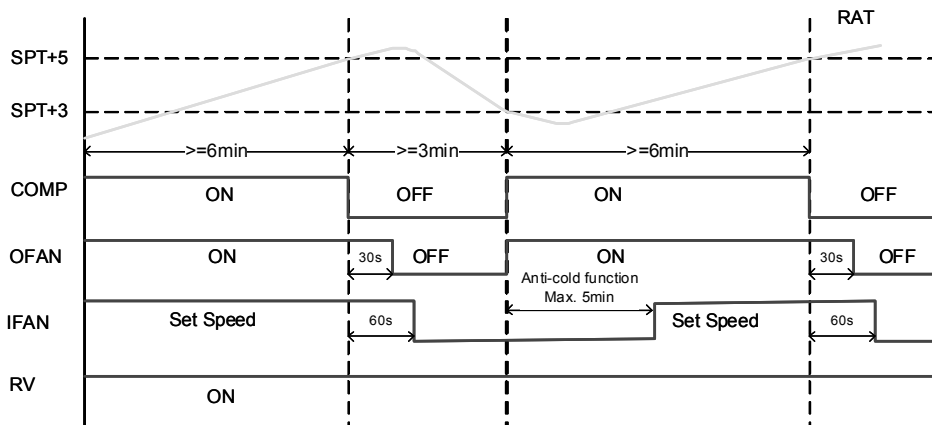 RAT
SPT+5
SPT+3
>=6min >=3min >=6min
COMP ON OFF ON OFF
OFAN ON 30s OFF ON 30s OFF
Anti-cold function
Max. 5min
IFAN Set Speed 60s Set Speed 60s
RV ON